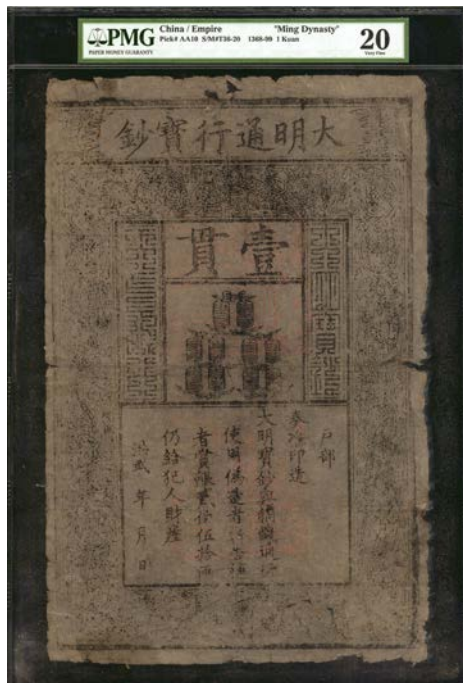 PMG
PAPER MONEY GUARANTY
China / Empire "Ming Dynasty"
Pick# AA10 S/M#T36-20 1368-99 1 Kuan
20
Very Fine
大明通行寶鈔
壹貫
戶部
奏准印造
大明寶鈔與銅錢通行
使用偽造者
者賞銀貳伯伍拾兩
仍給犯人財產
洪武 年 月 日